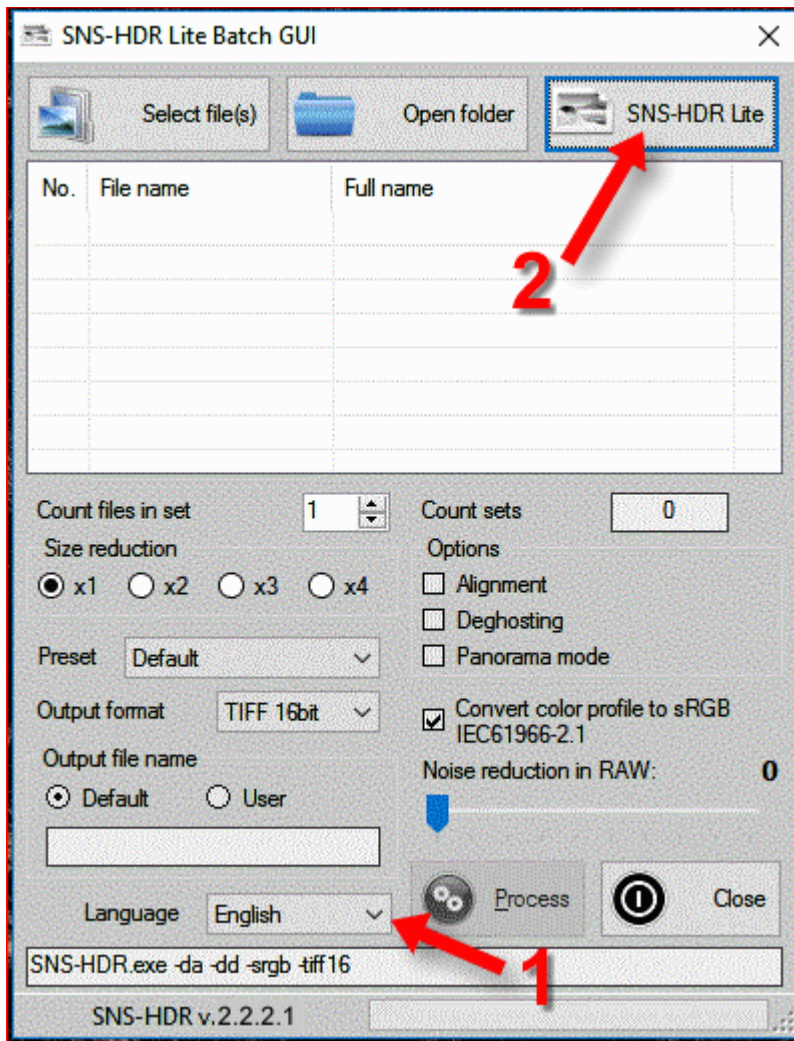 SNS-HDR Lite Batch GUI
Select file(s) Open folder SNS-HDR Lite
No. File name Full name
2
Count files in set 1 Count sets 0
Size reduction Options
x1 x2 x3 x4 Alignment
Deghosting
Preset Default Panorama mode
Output format TIFF 16bit Convert color profile to sRGB
IEC61966-2.1
Output file name Noise reduction in RAW: 0
Default User
Process Close
Language English
1
SNS-HDR.exe -da -dd -srgb -tiff16
SNS-HDR v.2.2.2.1